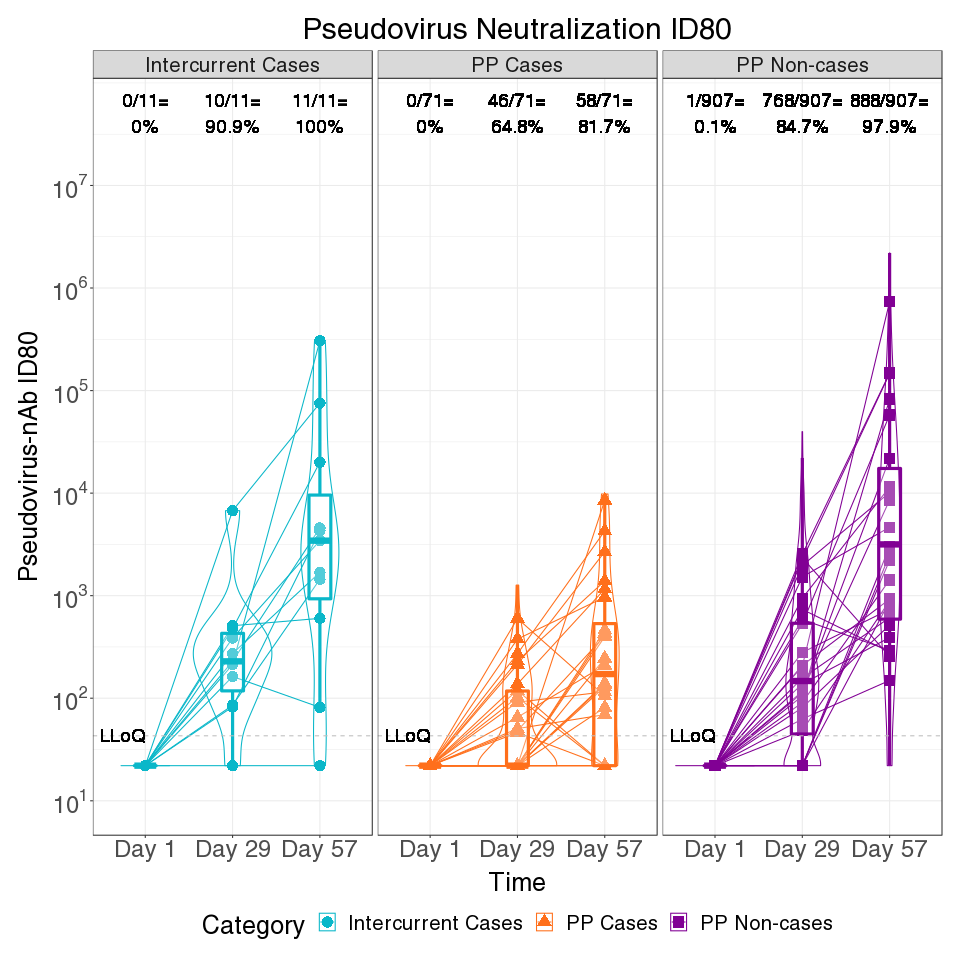 Pseudovirus Neutralization ID80
Intercurrent Cases
PP Cases
PP Non-cases
0/11= 10/11= 11/11=
0% 90.9% 100%
0/71= 46/71= 58/71=
0% 64.8% 81.7%
1/907= 768/907= 888/907=
0.1% 84.7% 97.9%
Pseudovirus-nAb ID80
10^7
10^6
10^5
10^4
10^3
10^2
10^1
LLoQ
LLoQ
LLoQ
Day 1 Day 29 Day 57
Day 1 Day 29 Day 57
Day 1 Day 29 Day 57
Time
Category Intercurrent Cases PP Cases PP Non-cases